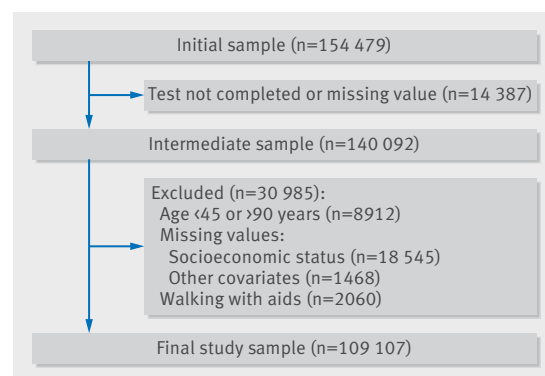 Initial sample (n=154 479)
Test not completed or missing value (n=14 387)
Intermediate sample (n=140 092)
Excluded (n=30 985):
Age <45 or >90 years (n=8912)
Missing values:
Socioeconomic status (n=18 545)
Other covariates (n=1468)
Walking with aids (n=2060)
Final study sample (n=109 107)